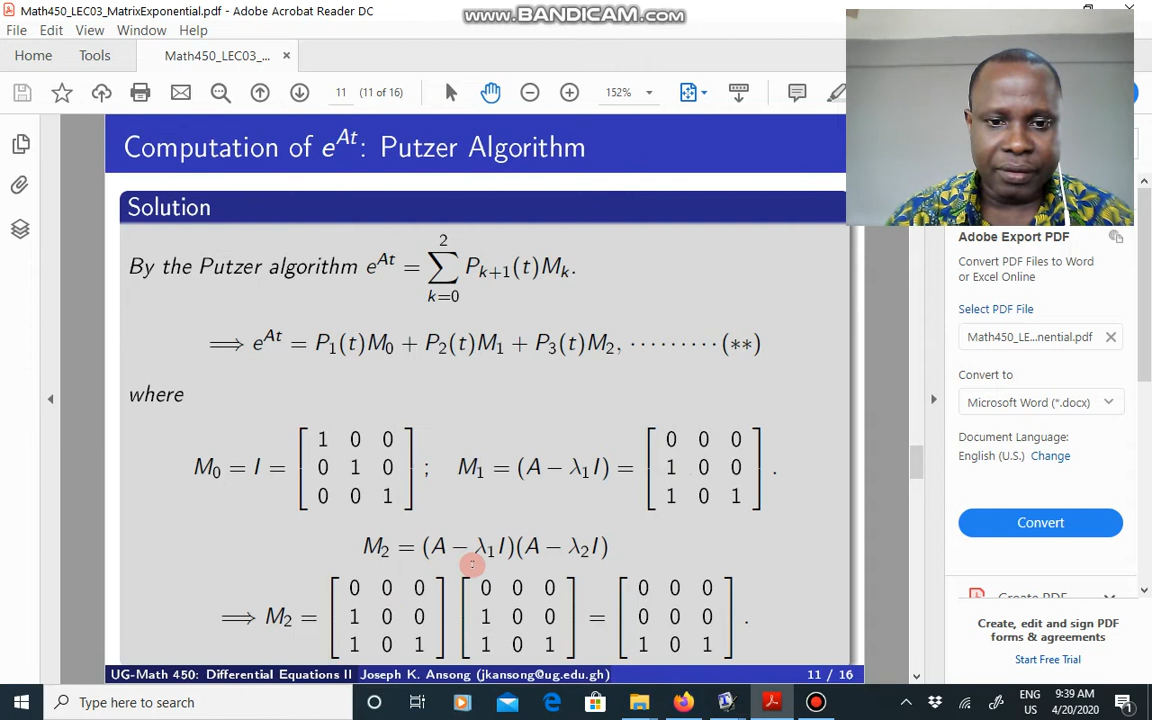 Math450_LEC03_MatrixExponential.pdf - Adobe Acrobat Reader DC
www.BANDICAM.com
File Edit View Window Help
Home Tools Math450_LEC03_... ×
11 (11 of 16) 152%
Computation of e^{At}: Putzer Algorithm
Solution
By the Putzer algorithm e^{At} = \sum_{k=0}^{2} P_{k+1}(t)M_k.
⟹ e^{At} = P_1(t)M_0 + P_2(t)M_1 + P_3(t)M_2, ⋯⋯⋯(∗∗)
where
M_0 = I = [1 0 0; 0 1 0; 0 0 1]; M_1 = (A − λ_1I) = [0 0 0; 1 0 0; 1 0 1].
M_2 = (A − λ_1I)(A − λ_2I)
⟹ M_2 = [0 0 0; 1 0 0; 1 0 1] [0 0 0; 1 0 0; 1 0 1] = [0 0 0; 0 0 0; 1 0 1].
UG-Math 450: Differential Equations II Joseph K. Ansong (jkansong@ug.edu.gh) 11 / 16
Adobe Export PDF
Convert PDF Files to Word
or Excel Online
Select PDF File
Math450_LE...nential.pdf ×
Convert to
Microsoft Word (*.docx)
Document Language:
English (U.S.) Change
Convert
Create, edit and sign PDF
forms & agreements
Start Free Trial
Type here to search
ENG
US
9:39 AM
4/20/2020
1